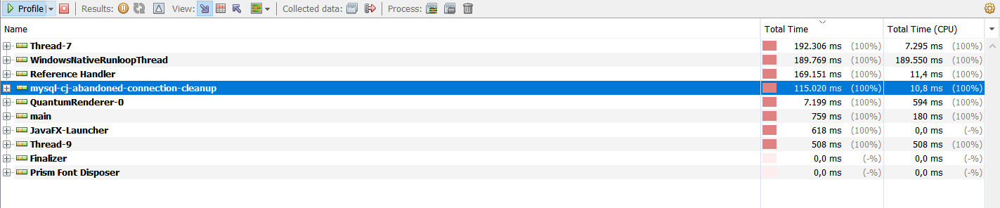 Profile Results: View: Collected data: Process:
Name Total Time Total Time (CPU)
Thread-7 192.306 ms (100%) 7.295 ms (100%)
WindowsNativeRunloopThread 189.769 ms (100%) 189.550 ms (100%)
Reference Handler 169.151 ms (100%) 11,4 ms (100%)
mysql-cj-abandoned-connection-cleanup 115.020 ms (100%) 10,8 ms (100%)
QuantumRenderer-0 7.199 ms (100%) 594 ms (100%)
main 759 ms (100%) 180 ms (100%)
JavaFX-Launcher 618 ms (100%) 0,0 ms (-%)
Thread-9 508 ms (100%) 508 ms (100%)
Finalizer 0,0 ms (-%) 0,0 ms (-%)
Prism Font Disposer 0,0 ms (-%) 0,0 ms (-%)